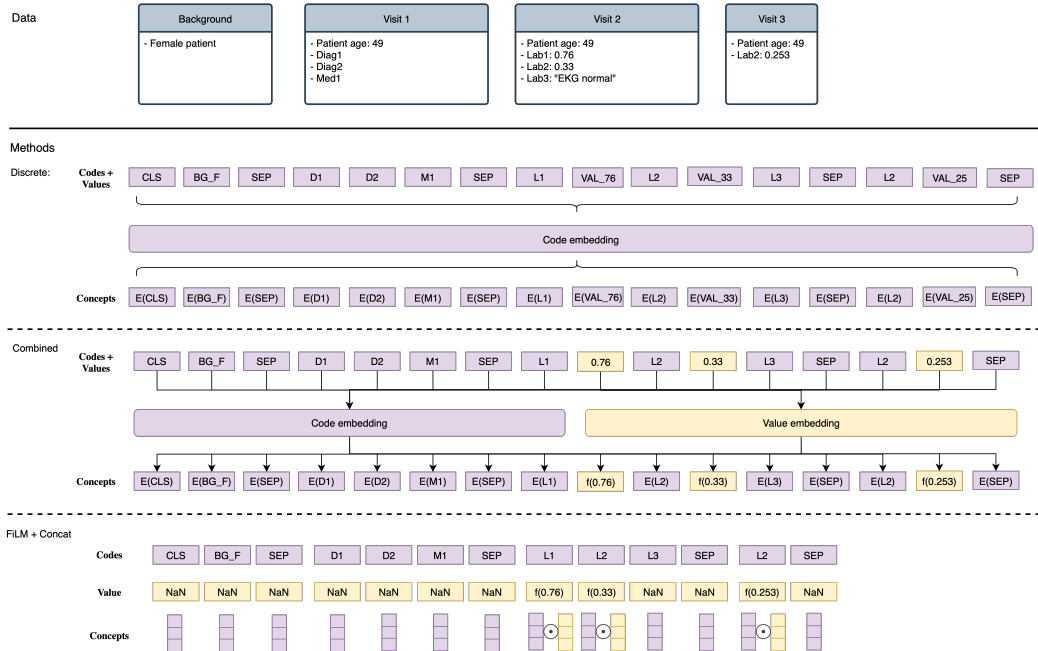 Data
Background
Visit 1
Visit 2
Visit 3
- Female patient
- Patient age: 49
- Diag1
- Diag2
- Med1
- Patient age: 49
- Lab1: 0.76
- Lab2: 0.33
- Lab3: "EKG normal"
- Patient age: 49
- Lab2: 0.253
Methods
Discrete:
Codes +
Values
CLS BG_F SEP D1 D2 M1 SEP L1 VAL_76 L2 VAL_33 L3 SEP L2 VAL_25 SEP
Code embedding
Concepts E(CLS) E(BG_F) E(SEP) E(D1) E(D2) E(M1) E(SEP) E(L1) E(VAL_76) E(L2) E(VAL_33) E(L3) E(SEP) E(L2) E(VAL_25) E(SEP)
Combined
Codes +
Values
CLS BG_F SEP D1 D2 M1 SEP L1 0.76 L2 0.33 L3 SEP L2 0.253 SEP
Code embedding Value embedding
Concepts E(CLS) E(BG_F) E(SEP) E(D1) E(D2) E(M1) E(SEP) E(L1) f(0.76) E(L2) f(0.33) E(L3) E(SEP) E(L2) f(0.253) E(SEP)
FiLM + Concat
Codes CLS BG_F SEP D1 D2 M1 SEP L1 L2 L3 SEP L2 SEP
Value NaN NaN NaN NaN NaN NaN NaN f(0.76) f(0.33) NaN NaN f(0.253) NaN
Concepts